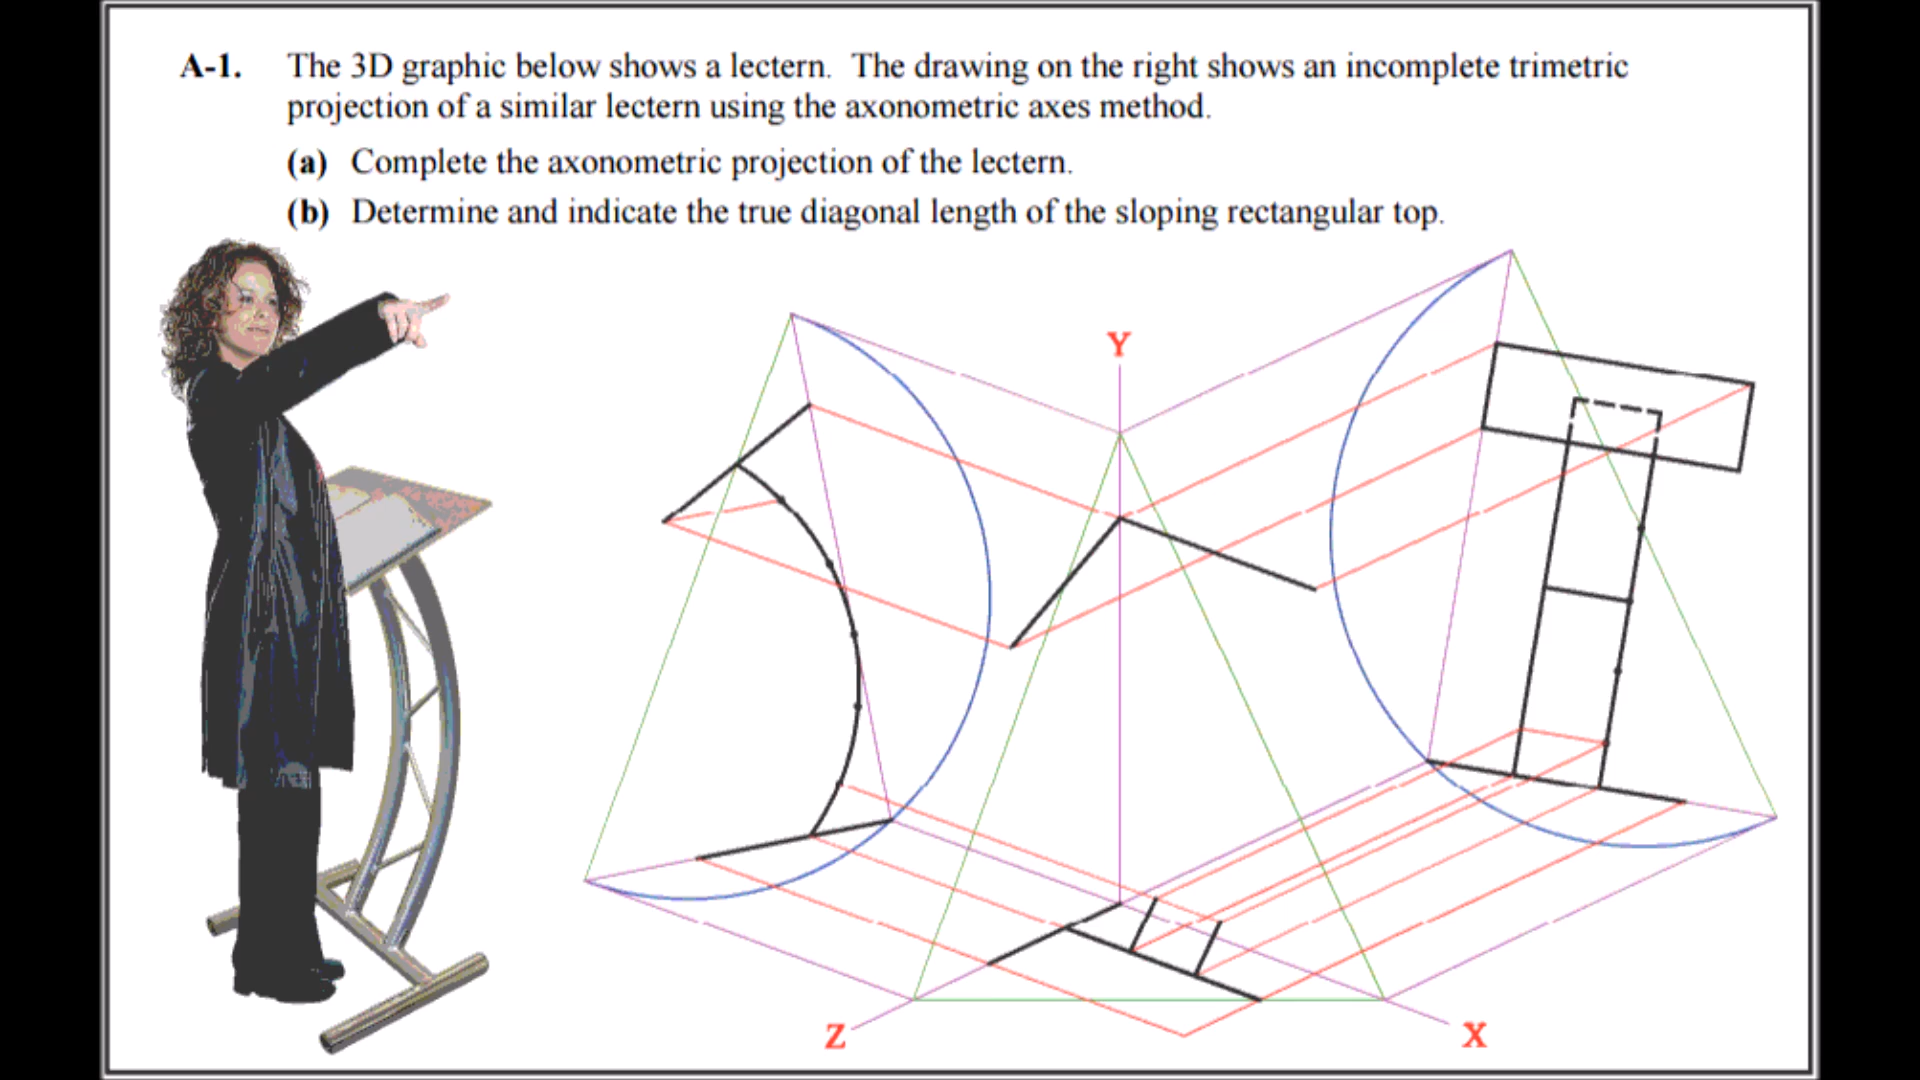 A-1. The 3D graphic below shows a lectern. The drawing on the right shows an incomplete trimetric
projection of a similar lectern using the axonometric axes method.
(a) Complete the axonometric projection of the lectern.
(b) Determine and indicate the true diagonal length of the sloping rectangular top.
Y
Z
X